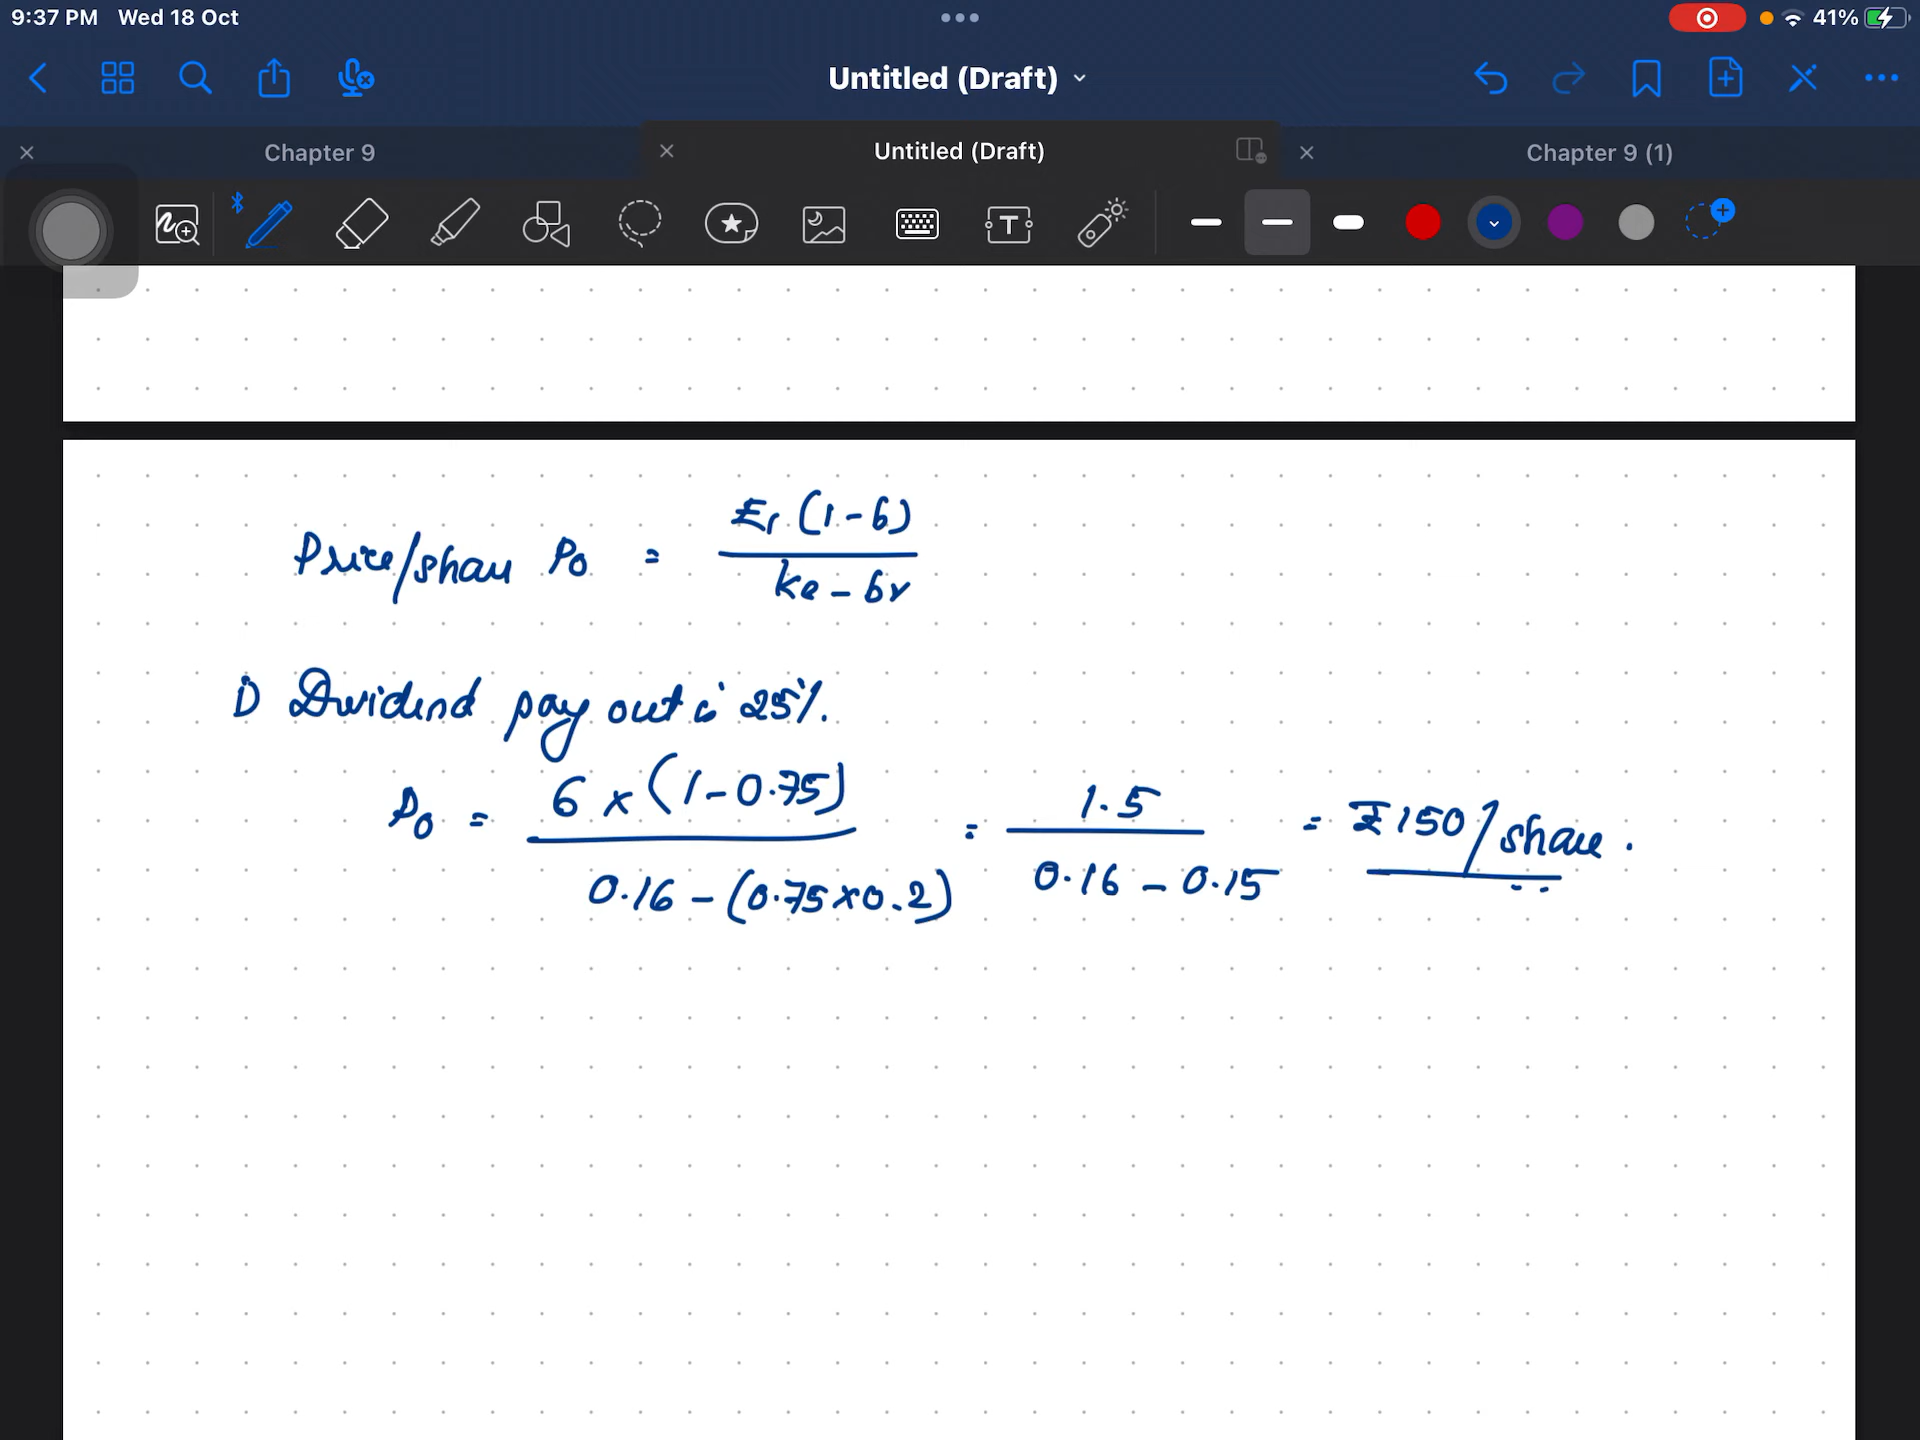 9:37 PM Wed 18 Oct
41%
Untitled (Draft)
Chapter 9
Untitled (Draft)
Chapter 9 (1)
T
E₁ (1-b)
Price/share P₀ =
ke - br
1) Dividend pay out is 25%.
P₀ = 6 x (1-0.75) = 1.5 = ₹150/share.
0.16 - (0.75x0.2) 0.16 - 0.15